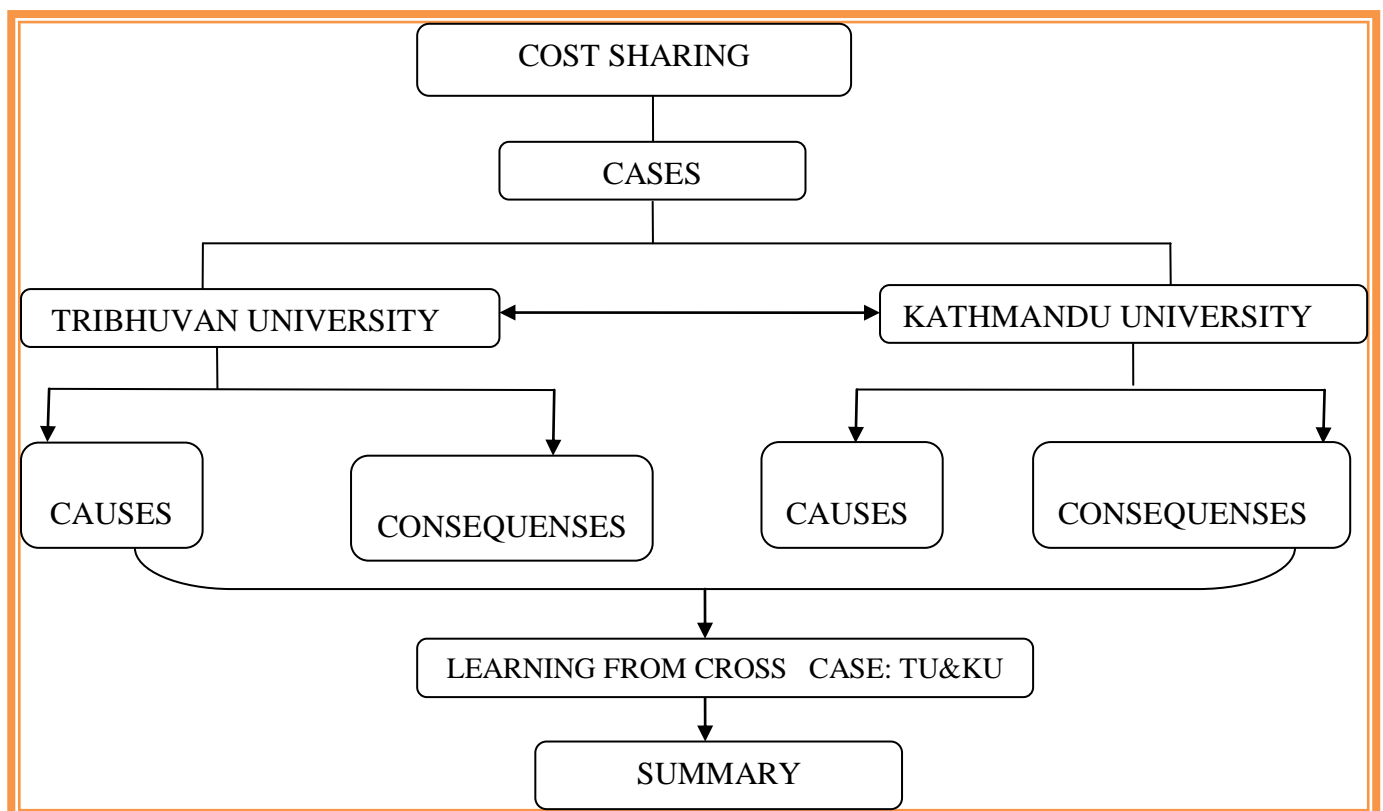 COST SHARING
CASES
TRIBHUVAN UNIVERSITY
KATHMANDU UNIVERSITY
CAUSES
CONSEQUENSES
CAUSES
CONSEQUENSES
LEARNING FROM CROSS CASE: TU&KU
SUMMARY